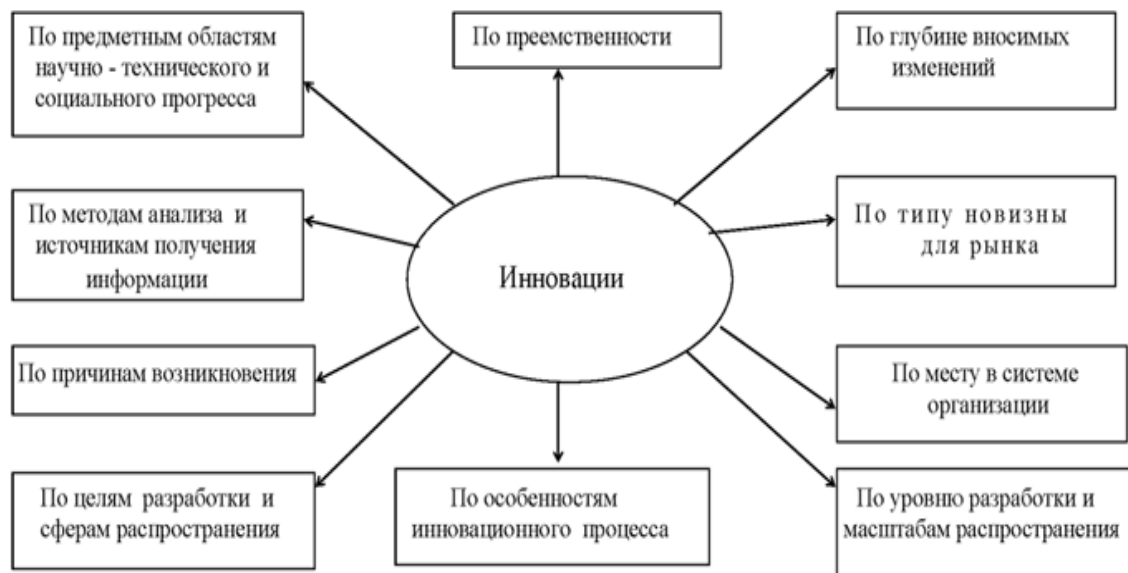 По предметным областям
научно - технического и
социального прогресса
По преемственности
По глубине вносимых
изменений
По методам анализа и
источникам получения
информации
Инновации
По типу новизны
для рынка
По причинам возникновения
По месту в системе
организации
По целям разработки и
сферам распространения
По особенностям
инновационного процесса
По уровню разработки и
масштабам распространения